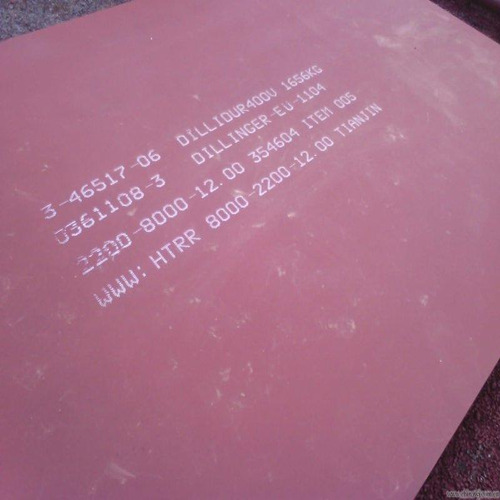 3-46517-06 DILLIDUR400V 1656KG
0361108-3 DILLINGER-EU-1104
2200-8000-12.00 354604 ITEM 005
WWW: HTRR 8000-2200-12.00 TIANJIN